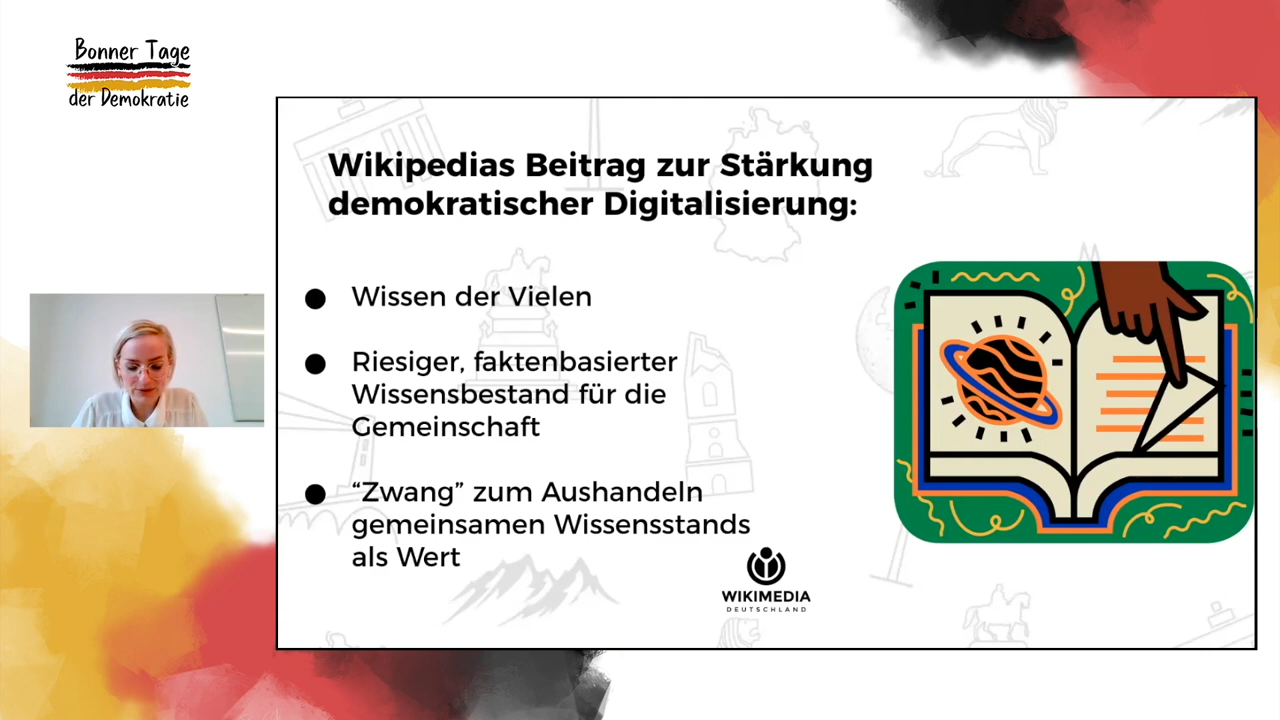 Bonner Tage
der Demokratie
Wikipedias Beitrag zur Stärkung
demokratischer Digitalisierung:
● Wissen der Vielen
● Riesiger, faktenbasierter
Wissensbestand für die
Gemeinschaft
● “Zwang” zum Aushandeln
gemeinsamen Wissensstands
als Wert
WIKIMEDIA
DEUTSCHLAND